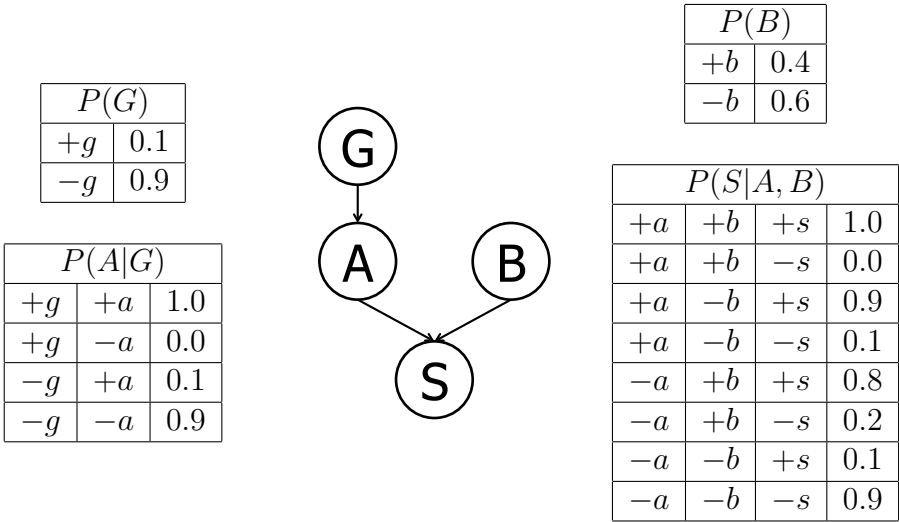 P(G)
+g 0.1
−g 0.9
P(A|G)
+g +a 1.0
+g −a 0.0
−g +a 0.1
−g −a 0.9
G
A B
S
P(B)
+b 0.4
−b 0.6
P(S|A, B)
+a +b +s 1.0
+a +b −s 0.0
+a −b +s 0.9
+a −b −s 0.1
−a +b +s 0.8
−a +b −s 0.2
−a −b +s 0.1
−a −b −s 0.9